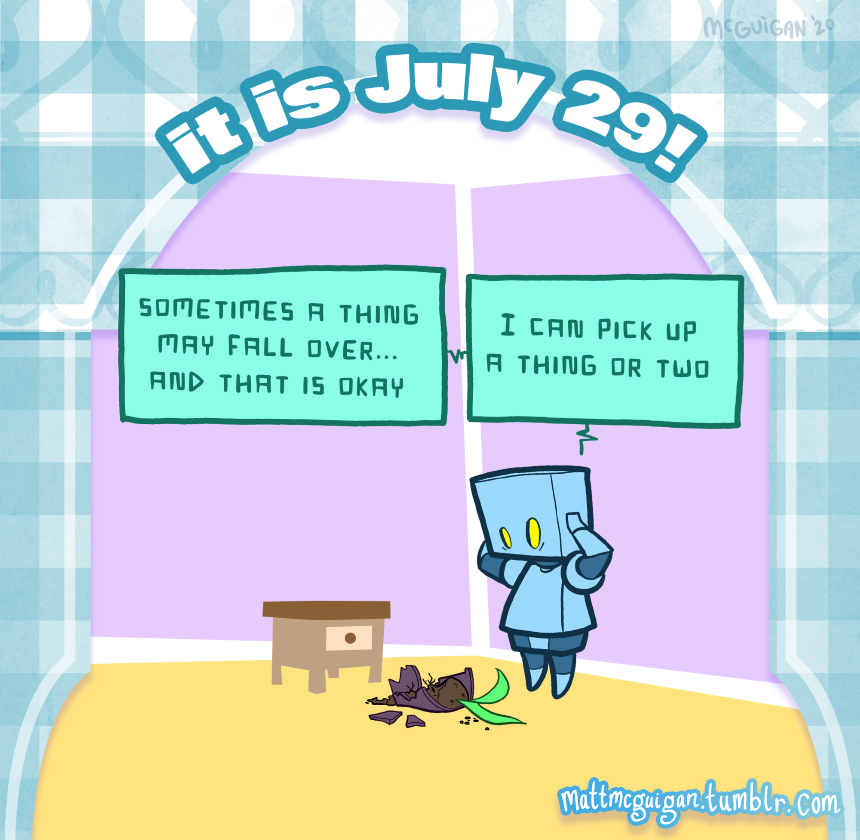 McGUIGAN '20
it is July 29!
SOMETIMES A THING
MAY FALL OVER...
AND THAT IS OKAY
I CAN PICK UP
A THING OR TWO
mattmcguigan.tumblr.com